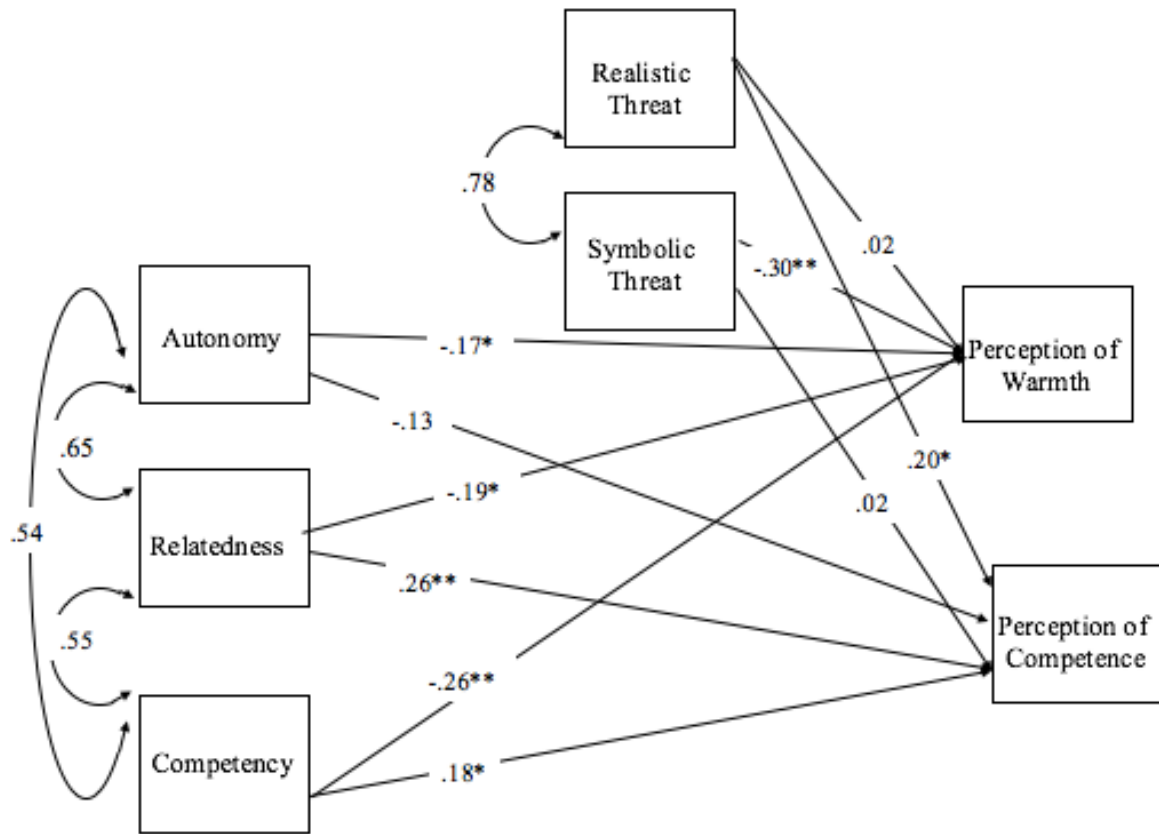 Realistic
Threat
.78
Symbolic
Threat
.02
-.30**
Autonomy
-.17*
Perception of
Warmth
-.13
.65
.20*
-.19*
.02
.54
Relatedness
.26**
.55
Perception of
Competence
-.26**
Competency
.18*